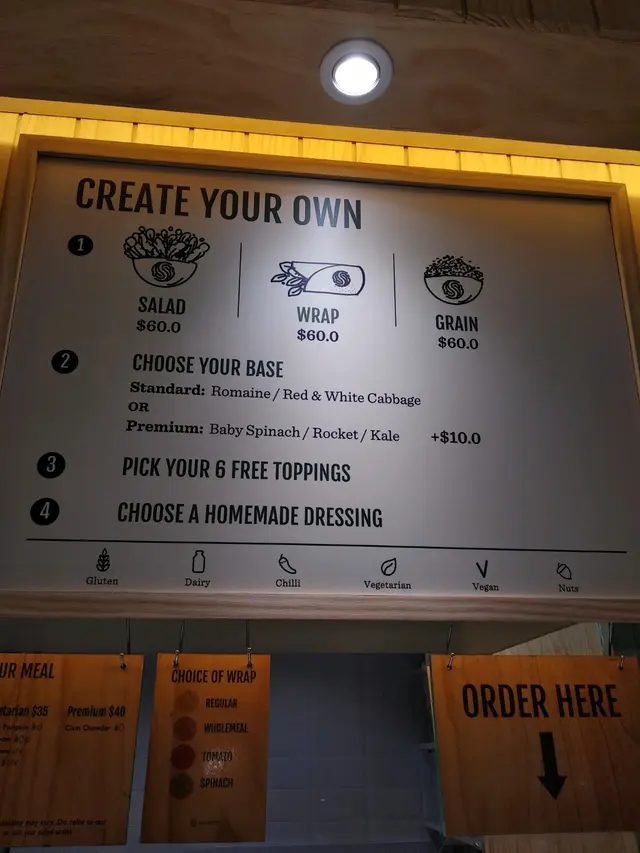 CREATE YOUR OWN
1
SALAD
$60.0
WRAP
$60.0
GRAIN
$60.0
2 CHOOSE YOUR BASE
Standard: Romaine / Red & White Cabbage
OR
Premium: Baby Spinach / Rocket / Kale +$10.0
3 PICK YOUR 6 FREE TOPPINGS
4 CHOOSE A HOMEMADE DRESSING
Gluten Dairy Chilli Vegetarian Vegan Nuts
UR MEAL
tarian $35 Premium $40
CHOICE OF WRAP
REGULAR
WHOLEMEAL
TOMATO
SPINACH
ORDER HERE